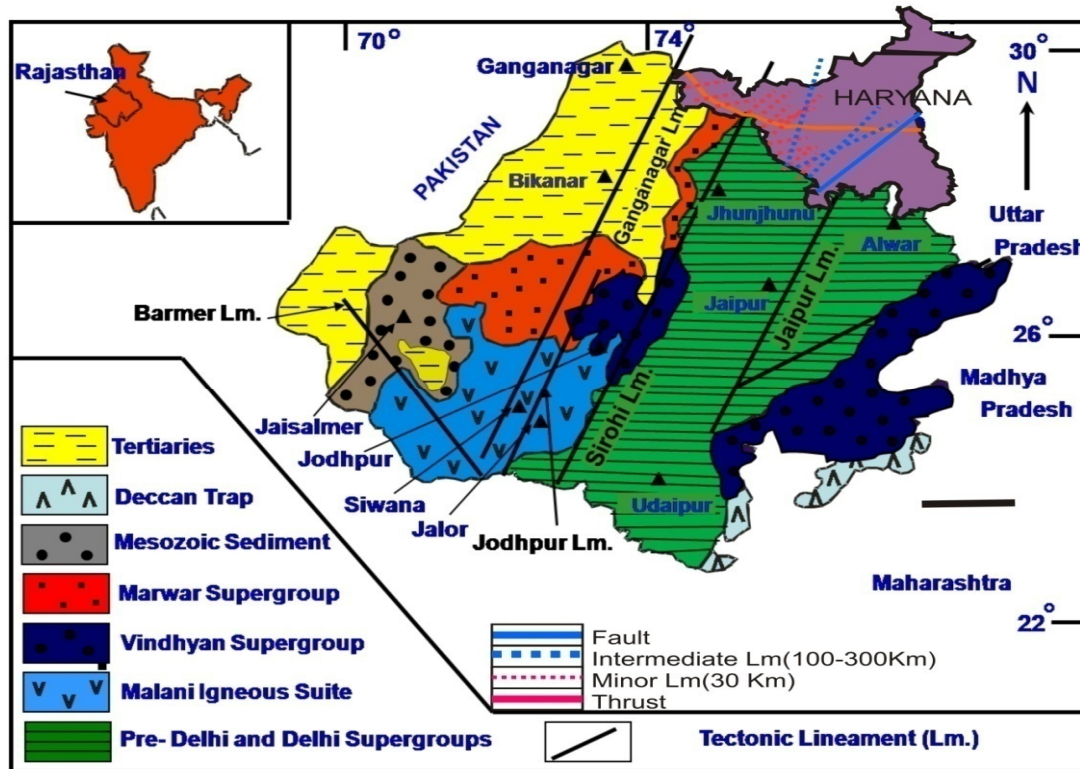 70°
74°
30°
Rajasthan
Ganganagar
N
HARYANA
PAKISTAN
Ganganagar Lm.
Bikanar
Jhunjhunu
Uttar
Pradesh
Alwar
Jaipur
Jaipur Lm.
Barmer Lm.
26°
Madhya
Pradesh
Sirohi Lm.
Jaisalmer
Jodhpur
Siwana
Jalor
Jodhpur Lm.
Udaipur
Maharashtra
22°
Tertiaries
Deccan Trap
Mesozoic Sediment
Marwar Supergroup
Vindhyan Supergroup
Malani Igneous Suite
Pre- Delhi and Delhi Supergroups
Fault
Intermediate Lm(100-300Km)
Minor Lm(30 Km)
Thrust
Tectonic Lineament (Lm.)